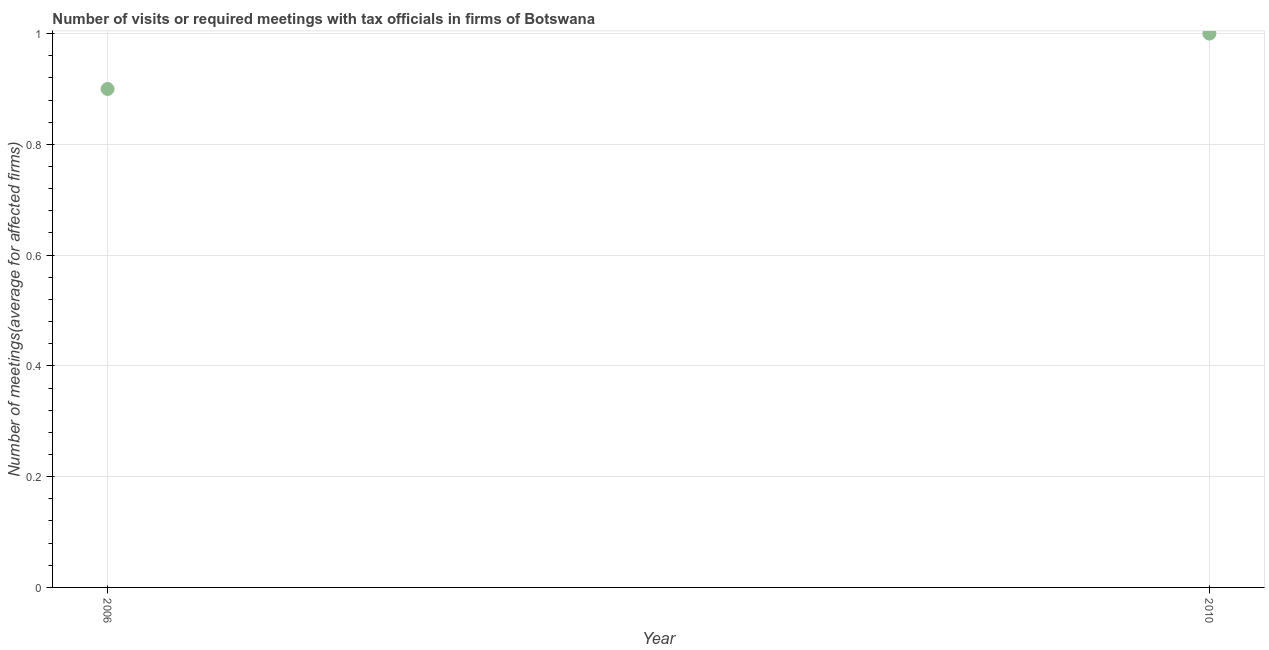 Number of visits or required meetings with tax officials in firms of Botswana
Number of meetings(average for affected firms)
1
0.8
0.6
0.4
0.2
0
2006
2010
Year